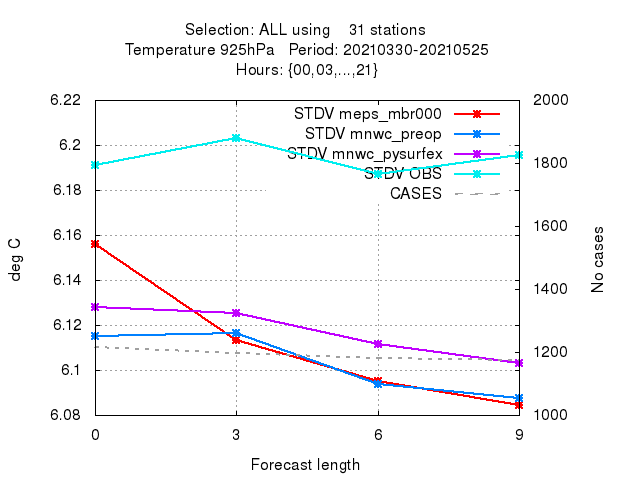 Selection: ALL using    31 stations
Temperature 925hPa   Period: 20210330-20210525
Hours: {00,03,...,21}
6.22
6.2
6.18
6.16
6.14
6.12
6.1
6.08
2000
1800
1600
1400
1200
1000
STDV meps_mbr000
STDV mnwc_preop
STDV mnwc_pysurfex
STDV OBS
CASES
deg C
No cases
0 3 6 9
Forecast length